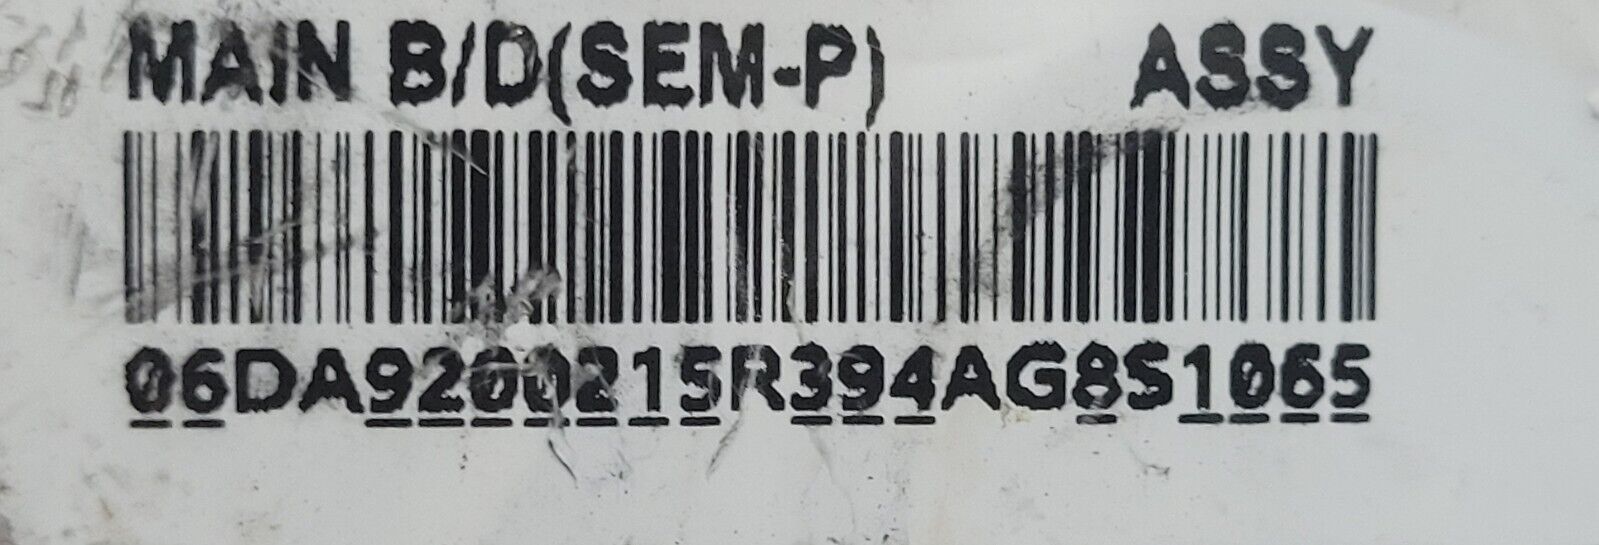 MAIN B/D(SEM-P) ASSY
06DA9200215R394AG8S1065